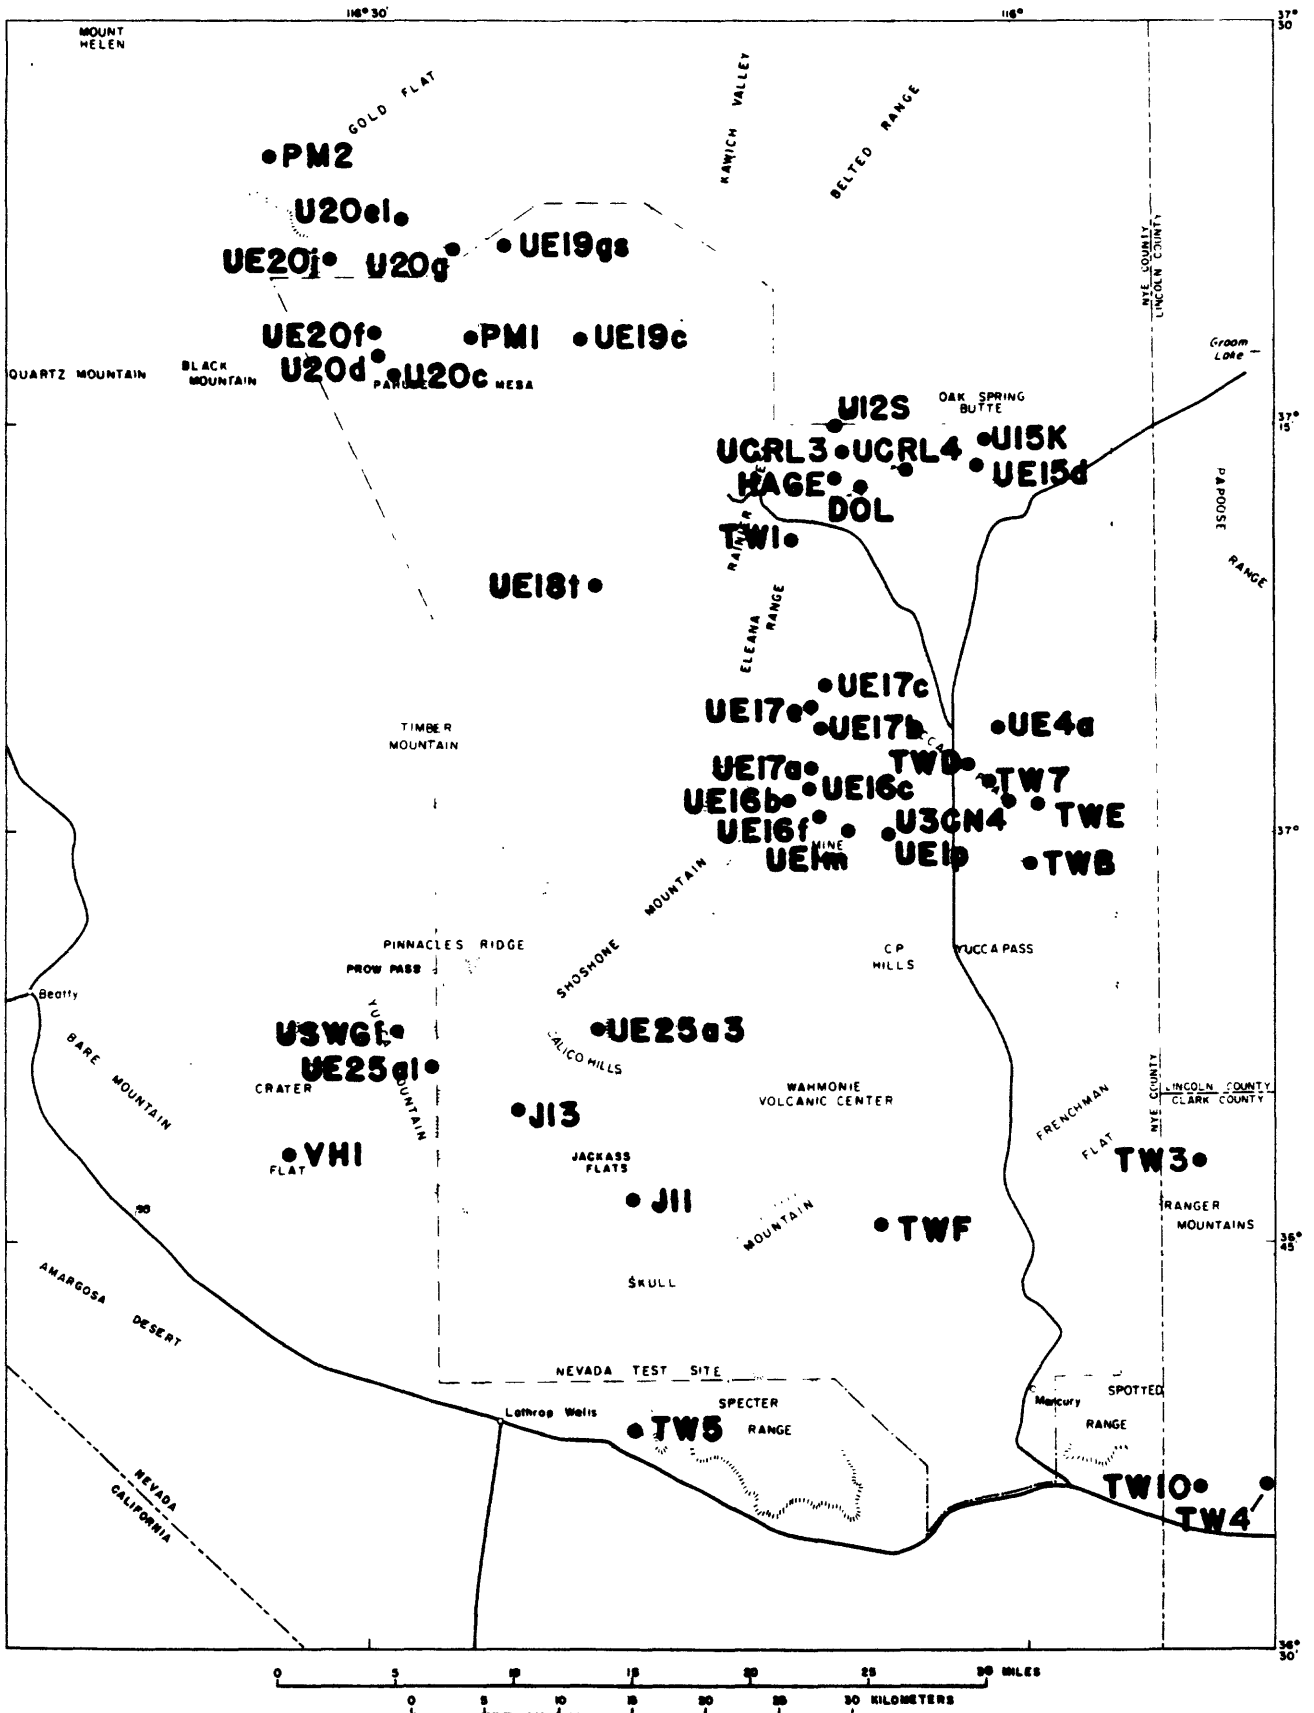 116° 30'
116°
37°
30'
MOUNT
HELEN
GOLD FLAT
KAWICH VALLEY
BELTED RANGE
PM2
U20e1
UE20j
U20g
UE19gs
NYE COUNTY
LINCOLN COUNTY
UE20f
PM1
UE19c
Groom
Lake
QUARTZ MOUNTAIN
BLACK
MOUNTAIN
U20d
U20c
MESA
OAK SPRING
BUTTE
U12S
37°
15'
UCRL3
UCRL4
U15K
UE15d
HAGE
DOL
PAPOOSE
RANGE
RAINIER
TW1
UE18t
ELEANA
RANGE
UE17c
UE17e
UE17b
UE4a
TIMBER
MOUNTAIN
TWD
UE17a
UE16c
TW7
UE16b
UE16f
U3CN4
TWE
37°
MINE
UE1m
UE1p
TWB
SHOSHONE MOUNTAIN
PINNACLES RIDGE
PROW PASS
CP
HILLS
YUCCA PASS
Beatty
BARE MOUNTAIN
USWG1
UE25a3
CALICO HILLS
UE25a1
MOUNTAIN
CRATER
WAHMONIE
VOLCANIC CENTER
NYE COUNTY
LINCOLN COUNTY
CLARK COUNTY
J13
FRENCHMAN
FLAT
VH1
FLAT
JACKASS
FLATS
TW3
J11
RANGER
MOUNTAINS
TWF
MOUNTAIN
36°
45'
SKULL
AMARGOSA
DESERT
NEVADA TEST SITE
SPECTER
RANGE
Lathrop Wells
TW5
Mercury
SPOTTED
RANGE
NEVADA
CALIFORNIA
TW10
TW4
36°
30'
0 5 10 15 20 25 30 MILES
0 5 10 15 20 25 30 KILOMETERS